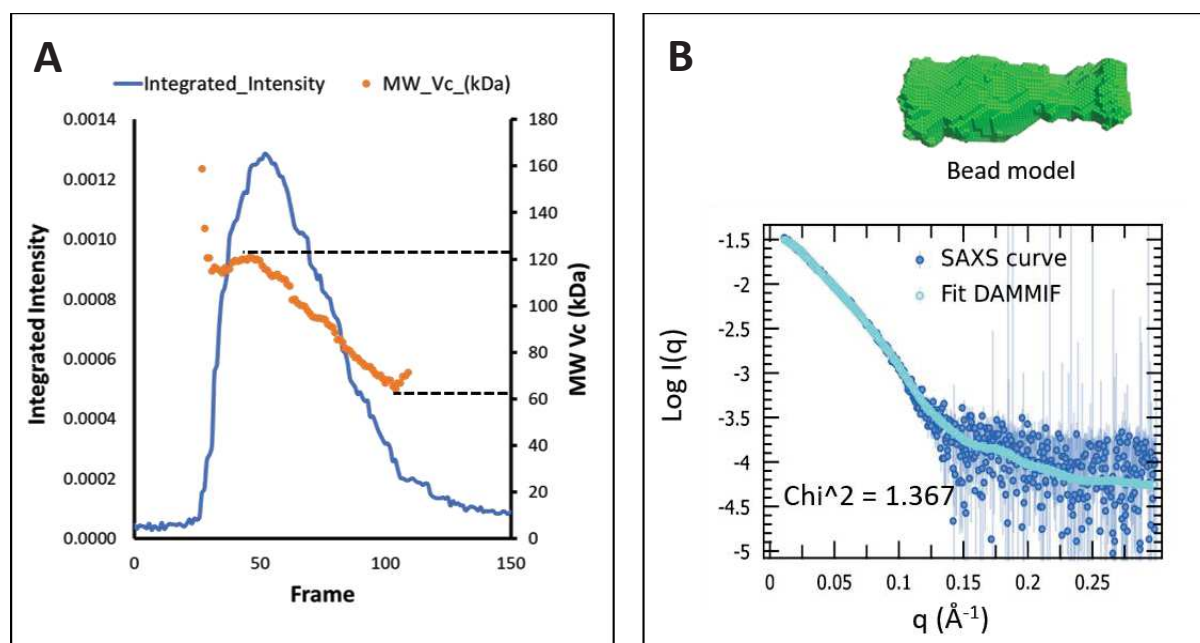 A
Integrated_Intensity MW_Vc_(kDa)
0.0014
0.0012
0.0010
0.0008
0.0006
0.0004
0.0002
0.0000
Integrated Intensity
180
160
140
120
100
80
60
40
20
0
MW Vc (kDa)
0 50 100 150
Frame
B
Bead model
SAXS curve
Fit DAMMIF
-1.5
-2
-2.5
-3
-3.5
-4
-4.5
-5
Log I(q)
Chi^2 = 1.367
0 0.05 0.1 0.15 0.2 0.25
q (Å⁻¹)